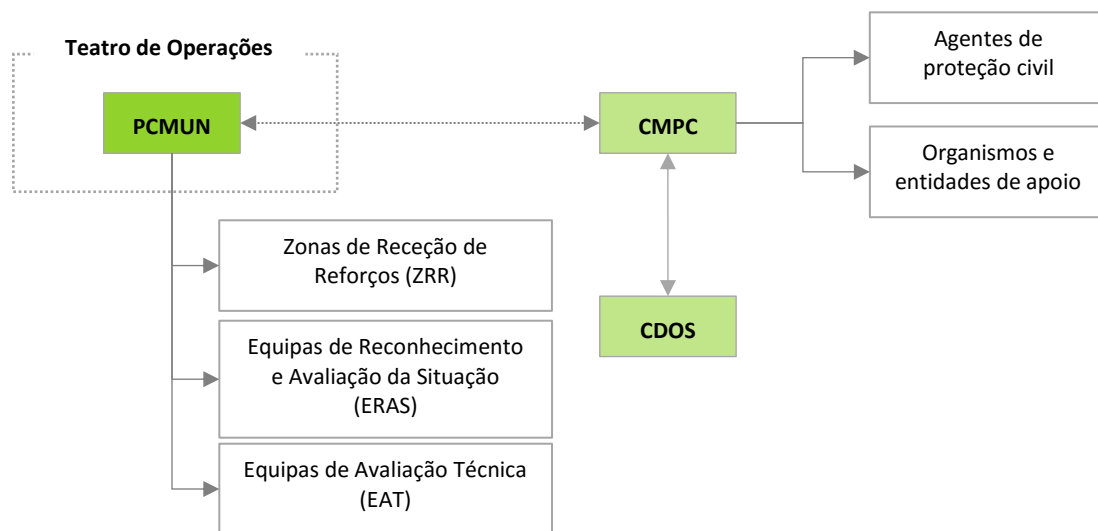 Teatro de Operações
PCMUN
CMPC
Agentes de
proteção civil
Organismos e
entidades de apoio
Zonas de Receção de
Reforços (ZRR)
CDOS
Equipas de Reconhecimento
e Avaliação da Situação
(ERAS)
Equipas de Avaliação Técnica
(EAT)